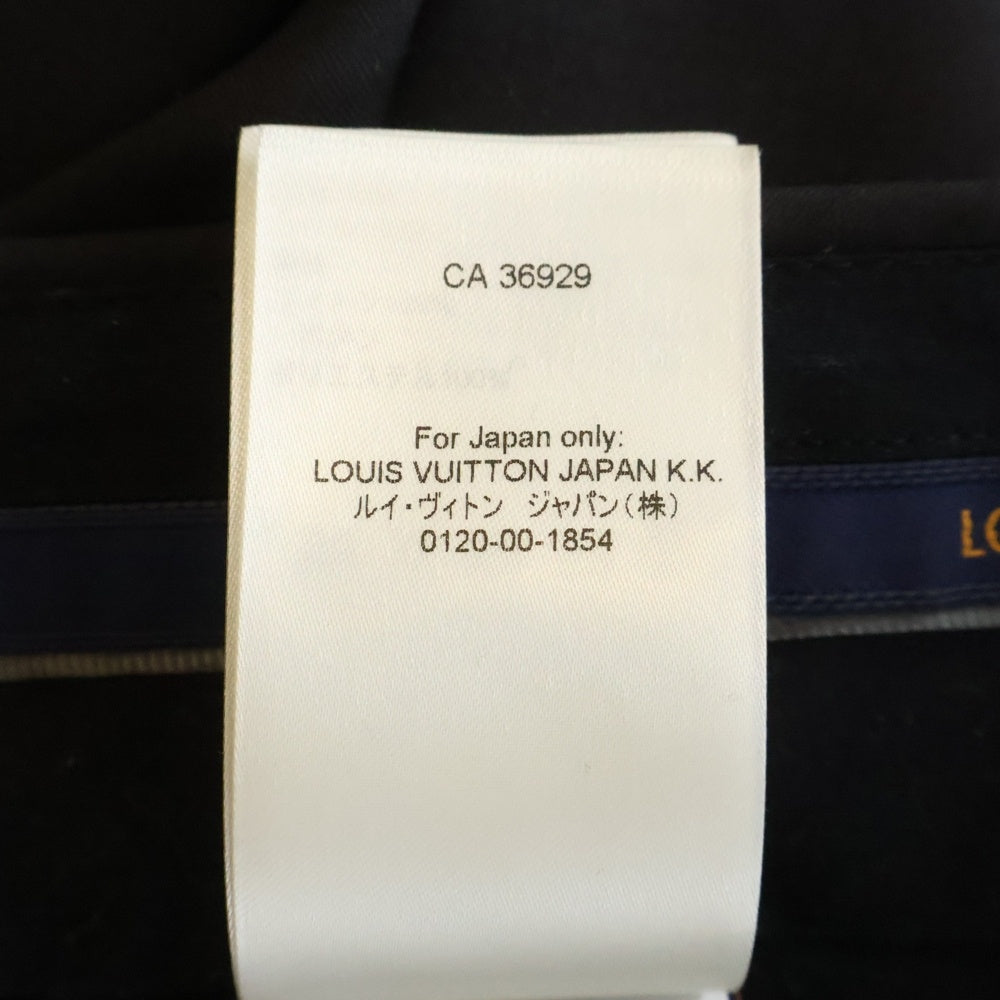 CA 36929
For Japan only:
LOUIS VUITTON JAPAN K.K.
ルイ・ヴィトン ジャパン(株)
0120-00-1854
LO